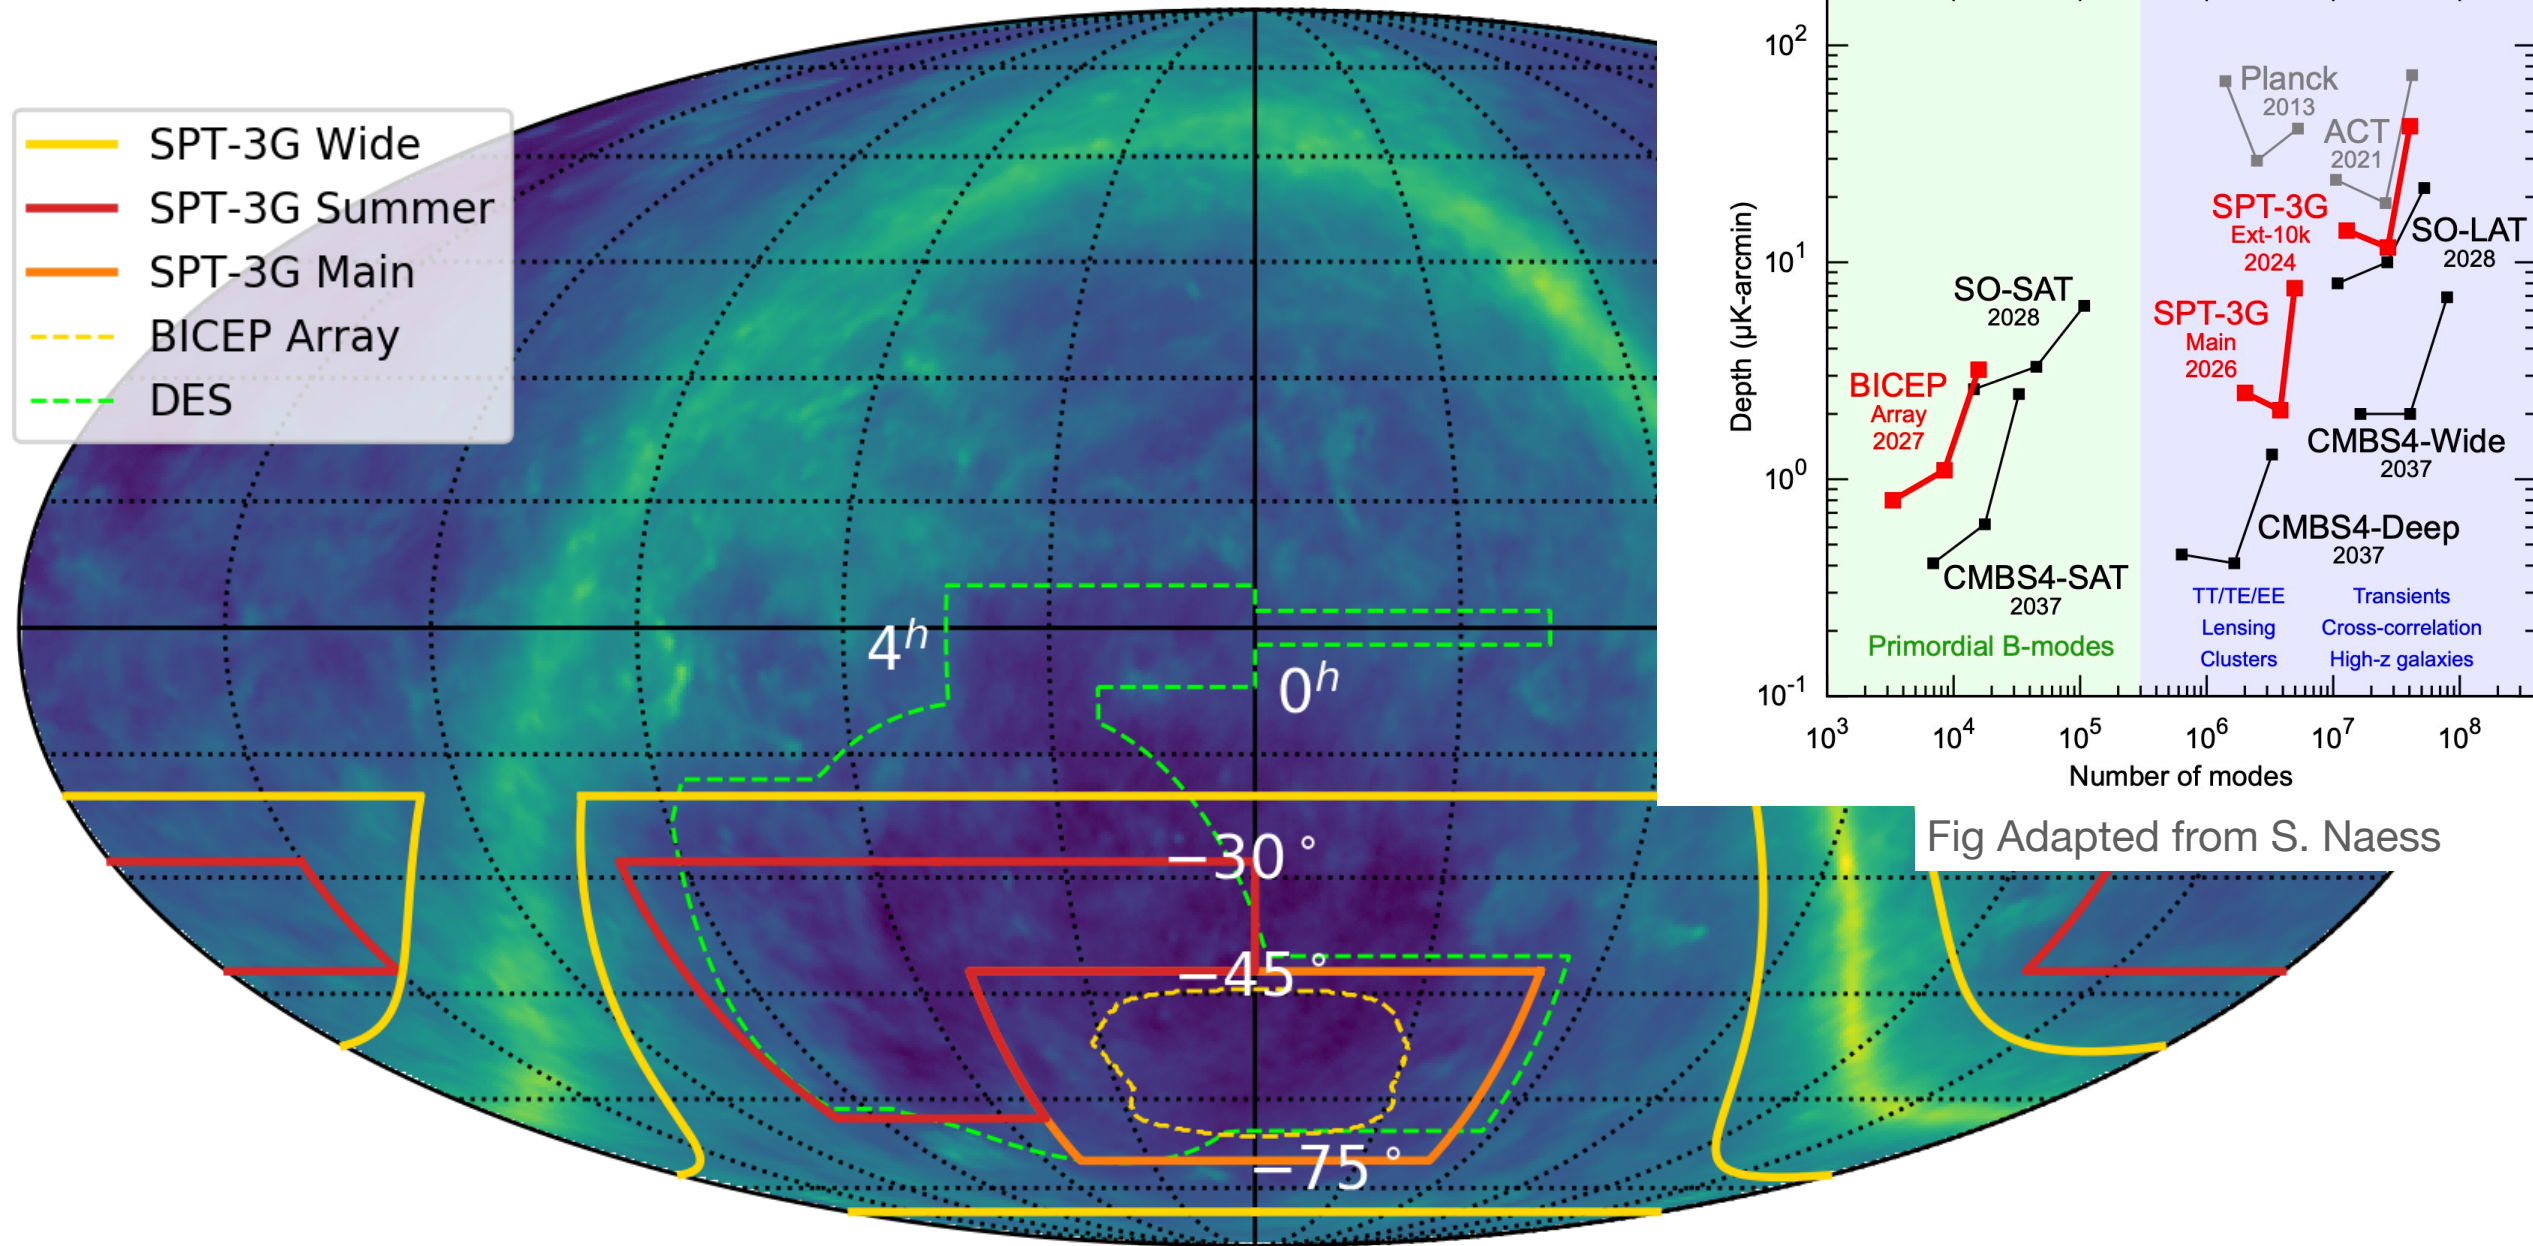 SPT-3G Wide
SPT-3G Summer
SPT-3G Main
BICEP Array
DES
4ʰ
0ʰ
−30°
−45°
−75°
Depth (µK-arcmin)
10²
10¹
10⁰
10⁻¹
10³
10⁴
10⁵
10⁶
10⁷
10⁸
Number of modes
Planck
2013
ACT
2021
SPT-3G
Ext-10k
2024
SO-LAT
2028
SO-SAT
2028
SPT-3G
Main
2026
BICEP
Array
2027
CMBS4-Wide
2037
CMBS4-Deep
2037
CMBS4-SAT
2037
TT/TE/EE
Lensing
Clusters
Transients
Cross-correlation
High-z galaxies
Primordial B-modes
Fig Adapted from S. Naess